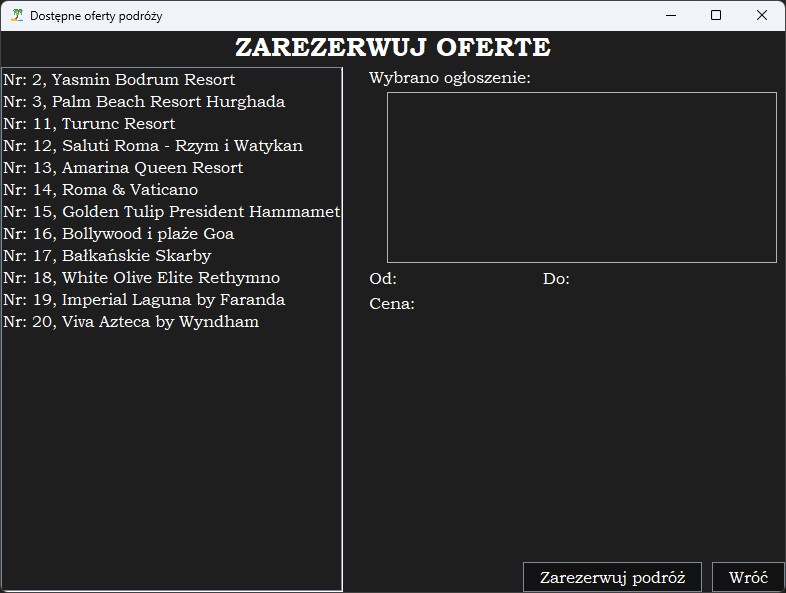 Dostępne oferty podróży
ZAREZERWUJ OFERTE
Nr: 2, Yasmin Bodrum Resort
Nr: 3, Palm Beach Resort Hurghada
Nr: 11, Turunc Resort
Nr: 12, Saluti Roma - Rzym i Watykan
Nr: 13, Amarina Queen Resort
Nr: 14, Roma & Vaticano
Nr: 15, Golden Tulip President Hammamet
Nr: 16, Bollywood i plaże Goa
Nr: 17, Bałkańskie Skarby
Nr: 18, White Olive Elite Rethymno
Nr: 19, Imperial Laguna by Faranda
Nr: 20, Viva Azteca by Wyndham
Wybrano ogłoszenie:
Od: Do:
Cena:
Zarezerwuj podróż Wróć